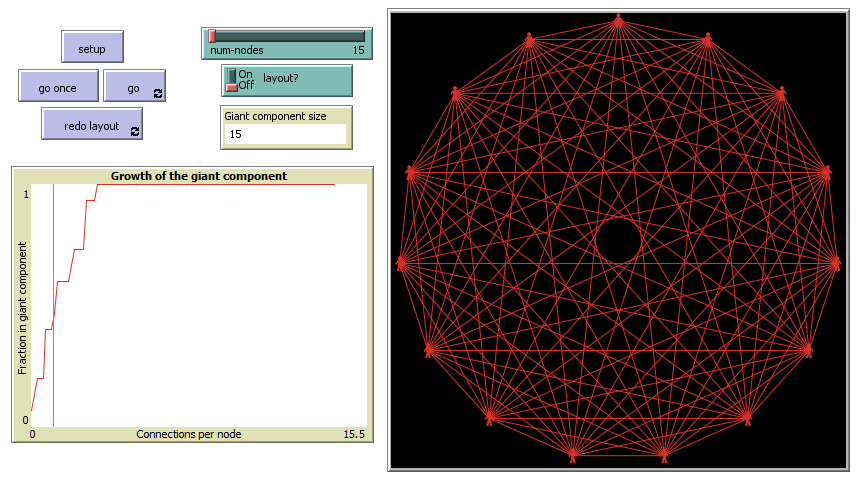 setup
go once
go
redo layout
num-nodes 15
On
Off
layout?
Giant component size
15
Growth of the giant component
1
Fraction in giant component
0
0
Connections per node
15.5